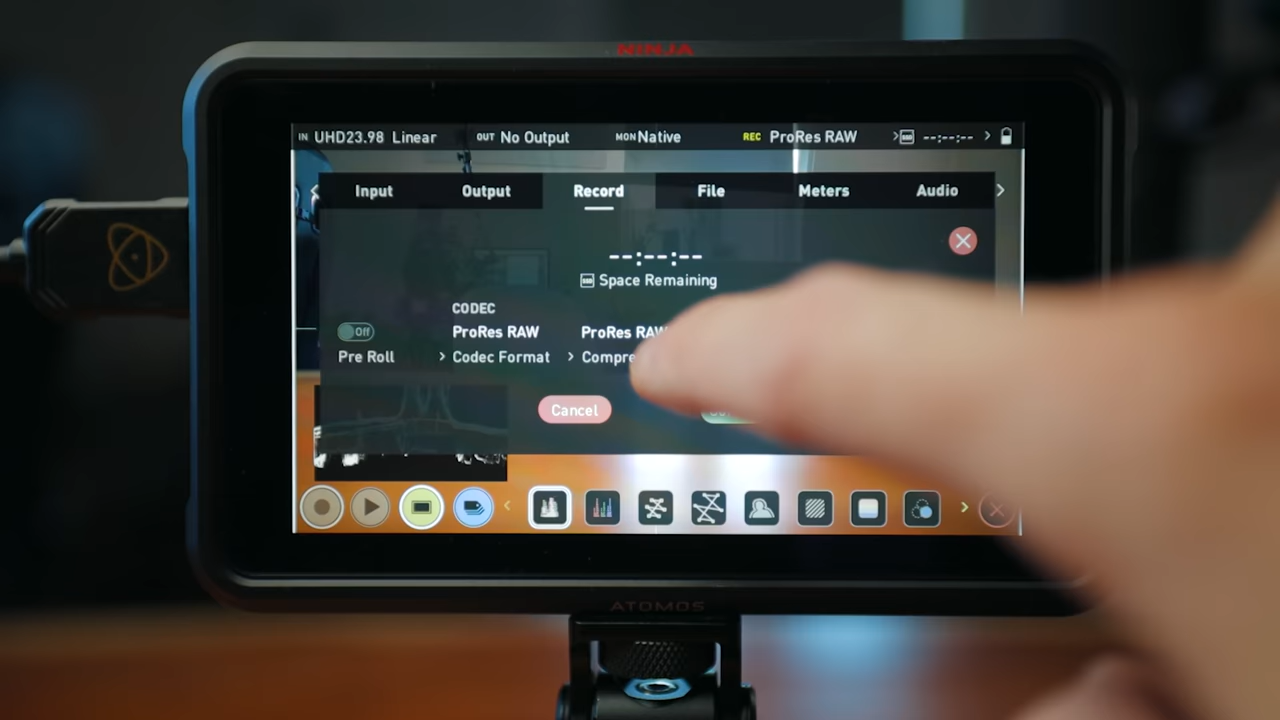 NINJA
IN UHD23.98 Linear OUT No Output MON Native REC ProRes RAW --:--:--
Input Output Record File Meters Audio
--:--:--
Space Remaining
CODEC
Off ProRes RAW ProRes RAW
Pre Roll > Codec Format > Compre
Cancel
ATOMOS